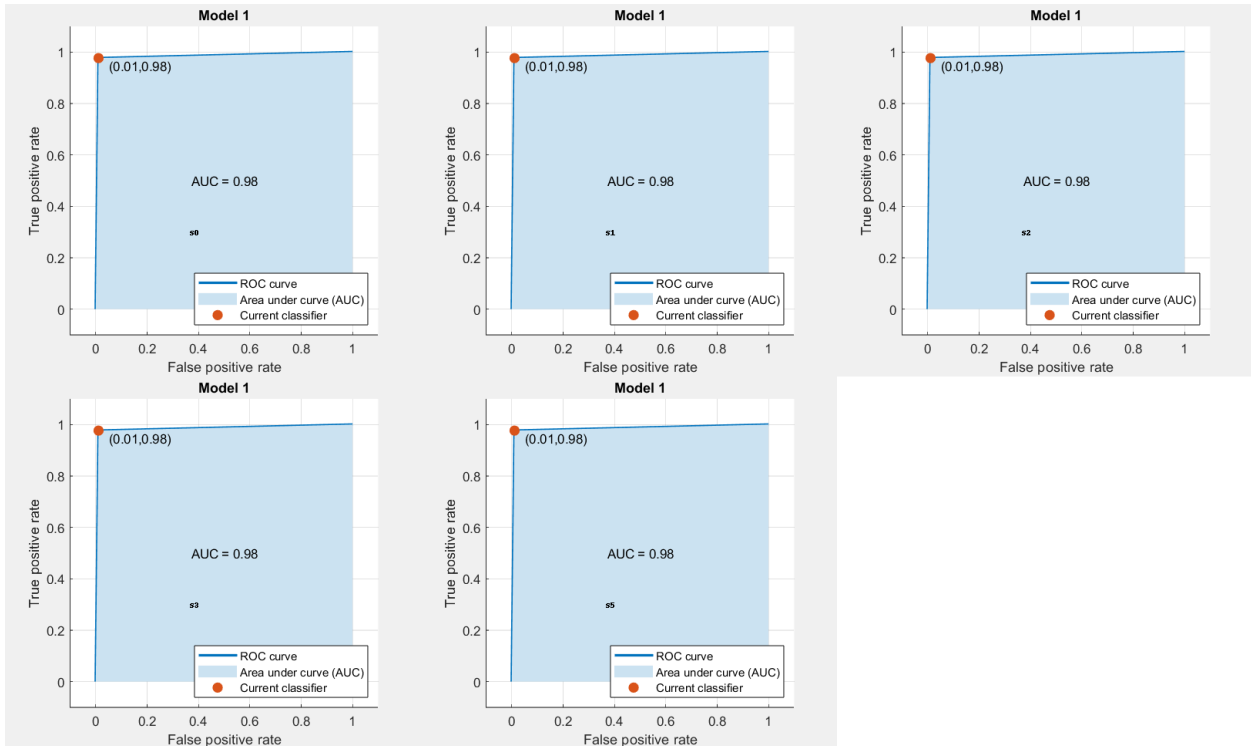 Model 1
1
(0.01,0.98)
0.8
True positive rate
0.6
AUC = 0.98
0.4
s0
0.2
ROC curve
Area under curve (AUC)
0
Current classifier
0 0.2 0.4 0.6 0.8 1
False positive rate
Model 1
1
(0.01,0.98)
0.8
True positive rate
0.6
AUC = 0.98
0.4
s1
0.2
ROC curve
Area under curve (AUC)
0
Current classifier
0 0.2 0.4 0.6 0.8 1
False positive rate
Model 1
1
(0.01,0.98)
0.8
True positive rate
0.6
AUC = 0.98
0.4
s2
0.2
ROC curve
Area under curve (AUC)
0
Current classifier
0 0.2 0.4 0.6 0.8 1
False positive rate
Model 1
1
(0.01,0.98)
0.8
True positive rate
0.6
AUC = 0.98
0.4
s3
0.2
ROC curve
Area under curve (AUC)
0
Current classifier
0 0.2 0.4 0.6 0.8 1
False positive rate
Model 1
1
(0.01,0.98)
0.8
True positive rate
0.6
AUC = 0.98
0.4
s5
0.2
ROC curve
Area under curve (AUC)
0
Current classifier
0 0.2 0.4 0.6 0.8 1
False positive rate